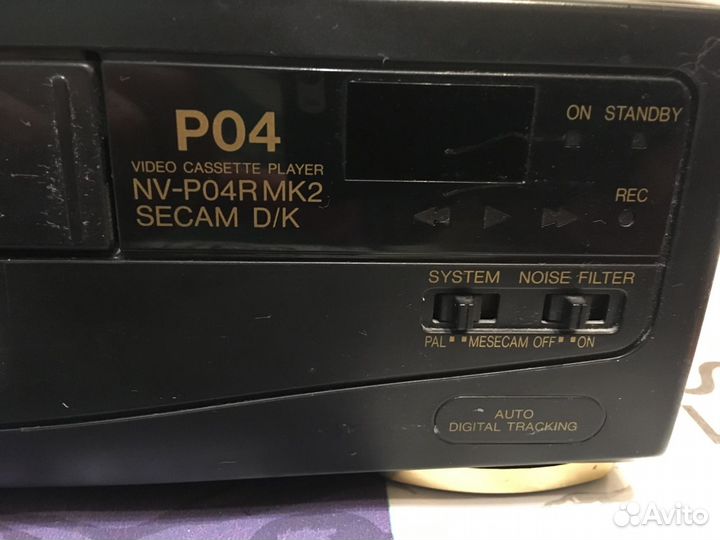 P04
VIDEO CASSETTE PLAYER
NV-P04R MK2
SECAM D/K
ON STANDBY
REC
SYSTEM NOISE FILTER
PAL MESECAM OFF ON
AUTO
DIGITAL TRACKING
Avito